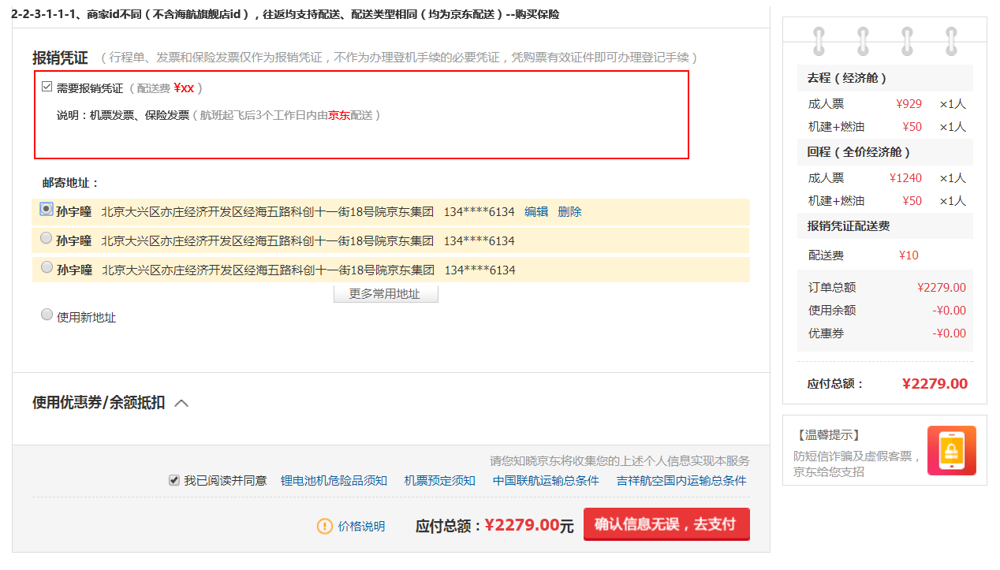 2-2-3-1-1-1、商家id不同（不含海航旗舰店id），往返均支持配送、配送类型相同（均为京东配送）--购买保险
报销凭证 （行程单、发票和保险发票仅作为报销凭证，不作为办理登机手续的必要凭证，凭购票有效证件即可办理登记手续）
需要报销凭证（配送费 ¥xx ）
说明：机票发票、保险发票（航班起飞后3个工作日内由京东配送）
邮寄地址：
孙宇曈 北京大兴区亦庄经济开发区经海五路科创十一街18号院京东集团 134****6134 编辑 删除
孙宇曈 北京大兴区亦庄经济开发区经海五路科创十一街18号院京东集团 134****6134
孙宇曈 北京大兴区亦庄经济开发区经海五路科创十一街18号院京东集团 134****6134
更多常用地址
使用新地址
使用优惠券/余额抵扣
请您知晓京东将收集您的上述个人信息实现本服务
我已阅读并同意 锂电池机危险品须知 机票预定须知 中国联航运输总条件 吉祥航空国内运输总条件
价格说明 应付总额：¥2279.00元 确认信息无误，去支付
去程（经济舱）
成人票 ¥929 ×1人
机建+燃油 ¥50 ×1人
回程（全价经济舱）
成人票 ¥1240 ×1人
机建+燃油 ¥50 ×1人
报销凭证配送费
配送费 ¥10
订单总额 ¥2279.00
使用余额 -¥0.00
优惠券 -¥0.00
应付总额： ¥2279.00
【温馨提示】
防短信诈骗及虚假客票，
京东给您支招